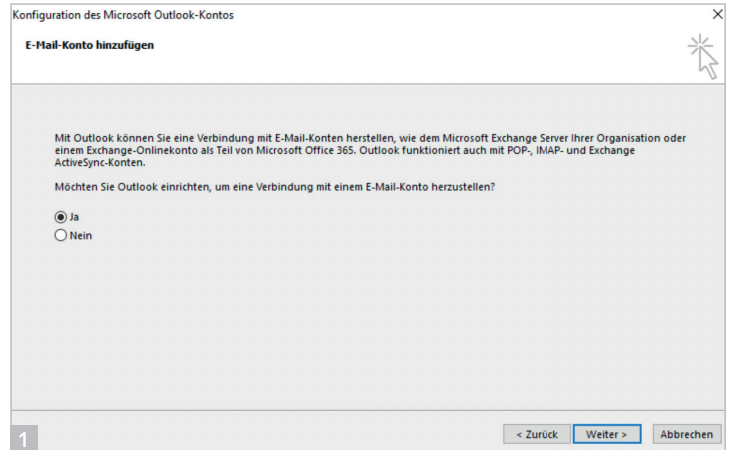 Konfiguration des Microsoft Outlook-Kontos
E-Mail-Konto hinzufügen
Mit Outlook können Sie eine Verbindung mit E-Mail-Konten herstellen, wie dem Microsoft Exchange Server Ihrer Organisation oder
einem Exchange-Onlinekonto als Teil von Microsoft Office 365. Outlook funktioniert auch mit POP-, IMAP- und Exchange
ActiveSync-Konten.
Möchten Sie Outlook einrichten, um eine Verbindung mit einem E-Mail-Konto herzustellen?
Ja
Nein
< Zurück Weiter > Abbrechen
1